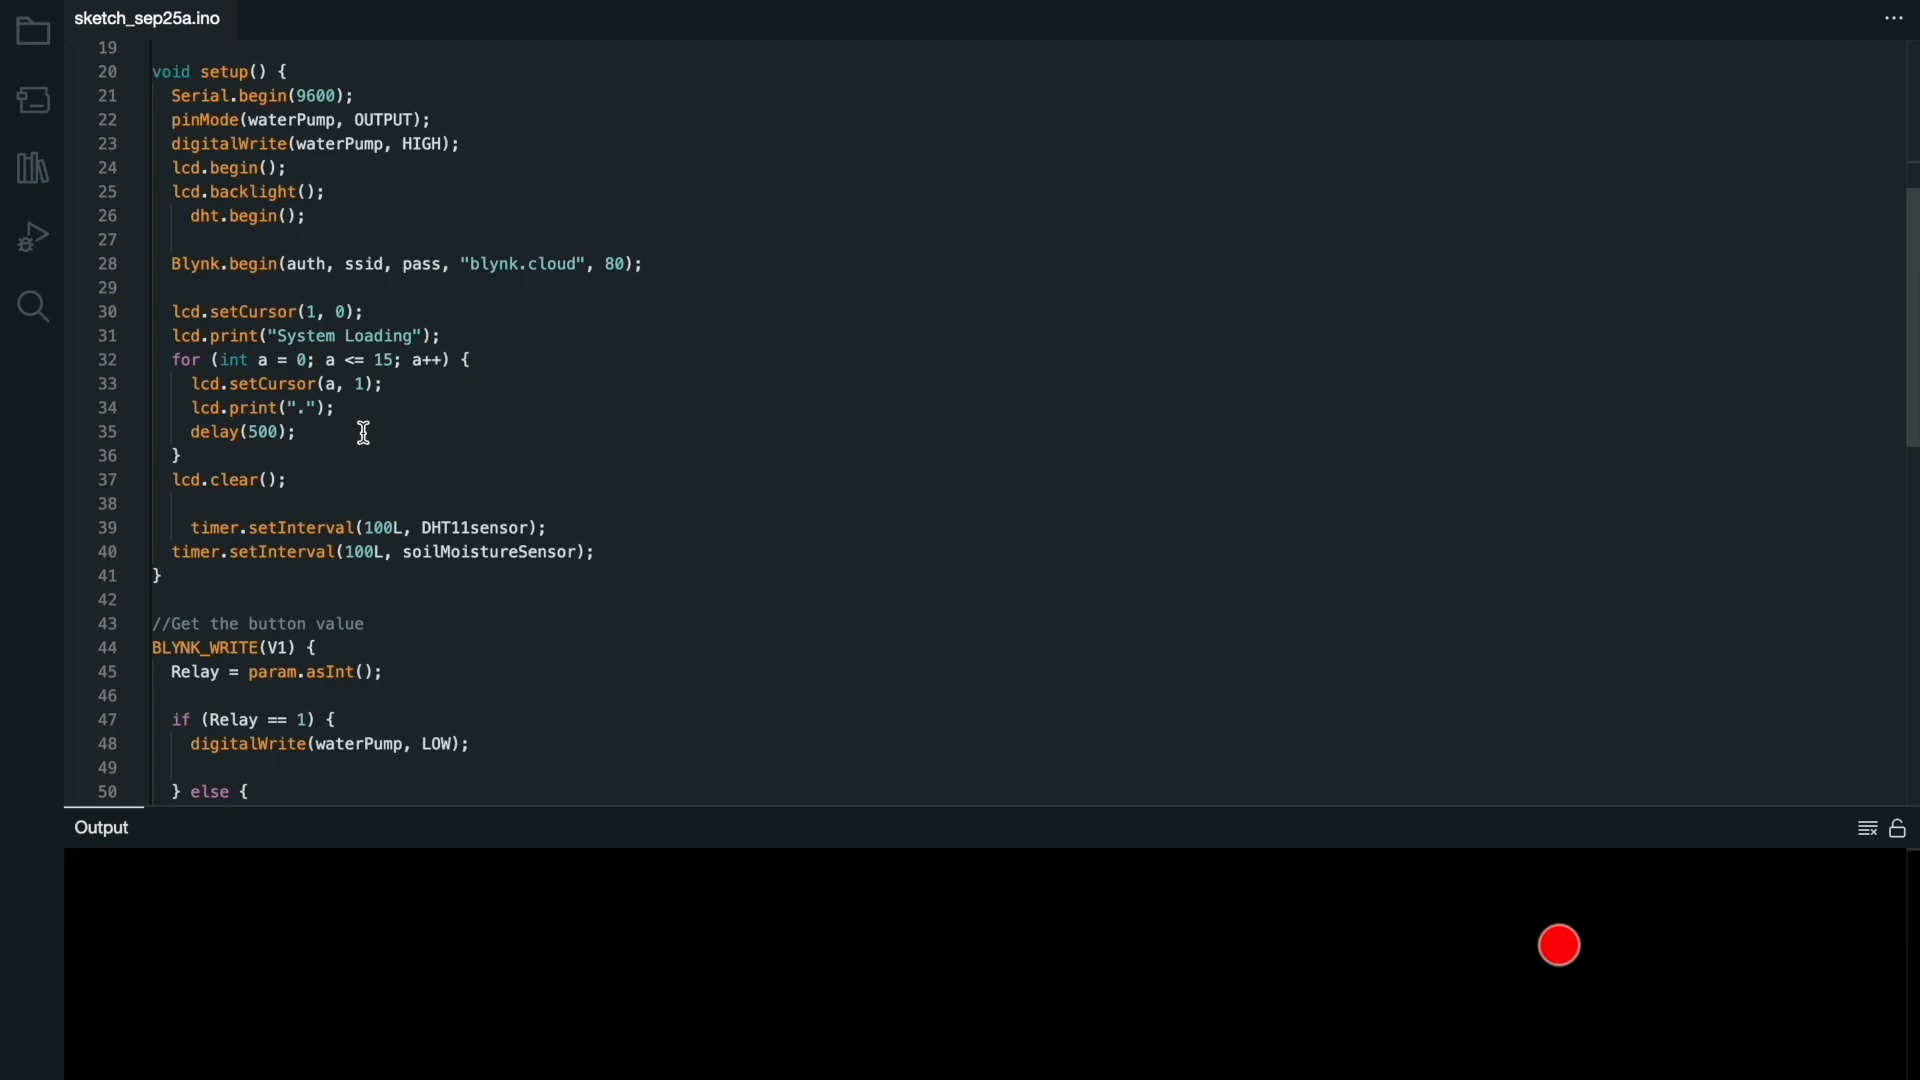 sketch_sep25a.ino
19
20 void setup() {
21 Serial.begin(9600);
22 pinMode(waterPump, OUTPUT);
23 digitalWrite(waterPump, HIGH);
24 lcd.begin();
25 lcd.backlight();
26 dht.begin();
27
28 Blynk.begin(auth, ssid, pass, "blynk.cloud", 80);
29
30 lcd.setCursor(1, 0);
31 lcd.print("System Loading");
32 for (int a = 0; a <= 15; a++) {
33 lcd.setCursor(a, 1);
34 lcd.print(".");
35 delay(500);
36 }
37 lcd.clear();
38
39 timer.setInterval(100L, DHT11sensor);
40 timer.setInterval(100L, soilMoistureSensor);
41 }
42
43 //Get the button value
44 BLYNK_WRITE(V1) {
45 Relay = param.asInt();
46
47 if (Relay == 1) {
48 digitalWrite(waterPump, LOW);
49
50 } else {
Output